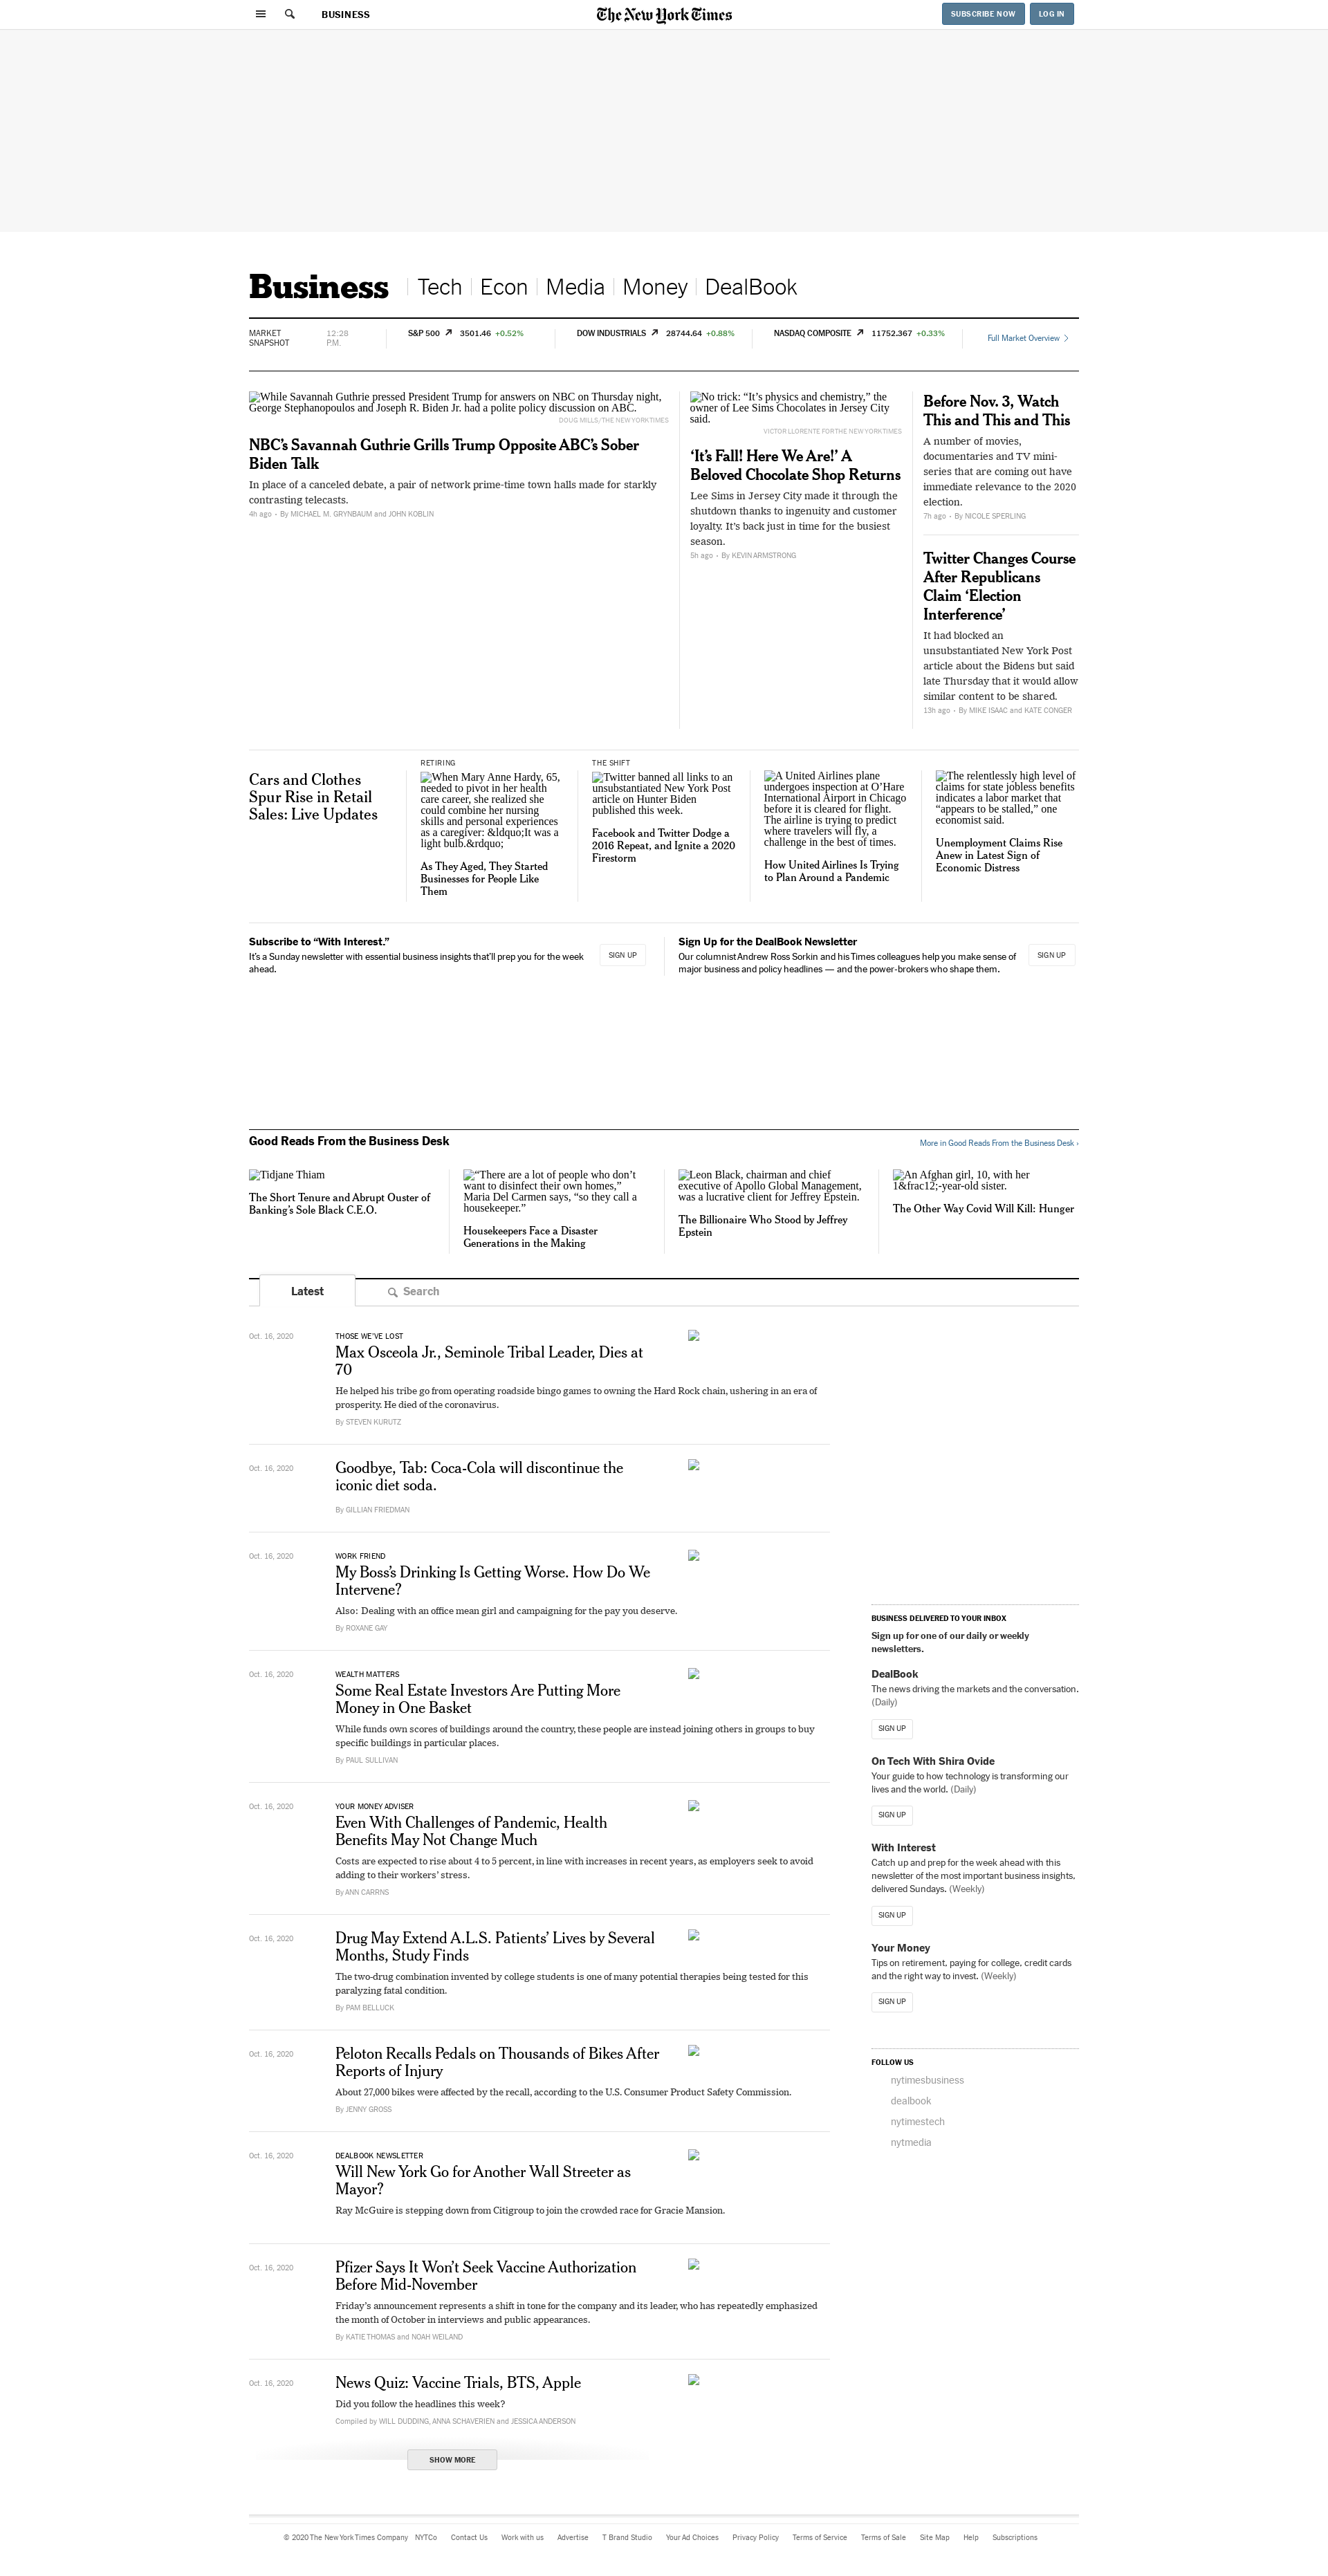 BUSINESS
The New York Times
SUBSCRIBE NOW
LOG IN
Business
Tech
Econ
Media
Money
DealBook
MARKET
SNAPSHOT
12:28
P.M.
S&P 500 3501.46 +0.52%
DOW INDUSTRIALS 28744.64 +0.88%
NASDAQ COMPOSITE 11752.367 +0.33%
Full Market Overview
While Savannah Guthrie pressed President Trump for answers on NBC on Thursday night,
George Stephanopoulos and Joseph R. Biden Jr. had a polite policy discussion on ABC.
DOUG MILLS/THE NEW YORK TIMES
NBC’s Savannah Guthrie Grills Trump Opposite ABC’s Sober
Biden Talk
In place of a canceled debate, a pair of network prime-time town halls made for starkly
contrasting telecasts.
4h ago • By MICHAEL M. GRYNBAUM and JOHN KOBLIN
No trick: “It’s physics and chemistry,” the
owner of Lee Sims Chocolates in Jersey City
said.
VICTOR LLORENTE FOR THE NEW YORK TIMES
‘It’s Fall! Here We Are!’ A
Beloved Chocolate Shop Returns
Lee Sims in Jersey City made it through the
shutdown thanks to ingenuity and customer
loyalty. It’s back just in time for the busiest
season.
5h ago • By KEVIN ARMSTRONG
Before Nov. 3, Watch
This and This and This
A number of movies,
documentaries and TV mini-
series that are coming out have
immediate relevance to the 2020
election.
7h ago • By NICOLE SPERLING
Twitter Changes Course
After Republicans
Claim ‘Election
Interference’
It had blocked an
unsubstantiated New York Post
article about the Bidens but said
late Thursday that it would allow
similar content to be shared.
13h ago • By MIKE ISAAC and KATE CONGER
Cars and Clothes
Spur Rise in Retail
Sales: Live Updates
RETIRING
When Mary Anne Hardy, 65,
needed to pivot in her health
care career, she realized she
could combine her nursing
skills and personal experiences
as a caregiver: &ldduo;It was a
light bulb.&rdquo;
As They Aged, They Started
Businesses for People Like
Them
THE SHIFT
Twitter banned all links to an
unsubstantiated New York Post
article on Hunter Biden
published this week.
Facebook and Twitter Dodge a
2016 Repeat, and Ignite a 2020
Firestorm
A United Airlines plane
undergoes inspection at O’Hare
International Airport in Chicago
before it is cleared for flight.
The airline is trying to predict
where travelers will fly, a
challenge in the best of times.
How United Airlines Is Trying
to Plan Around a Pandemic
The relentlessly high level of
claims for state jobless benefits
indicates a labor market that
“appears to be stalled,” one
economist said.
Unemployment Claims Rise
Anew in Latest Sign of
Economic Distress
Subscribe to “With Interest.”
It’s a Sunday newsletter with essential business insights that’ll prep you for the week
ahead.
SIGN UP
Sign Up for the DealBook Newsletter
Our columnist Andrew Ross Sorkin and his Times colleagues help you make sense of
major business and policy headlines — and the power-brokers who shape them.
SIGN UP
Good Reads From the Business Desk
More in Good Reads From the Business Desk ›
Tidjane Thiam
The Short Tenure and Abrupt Ouster of
Banking’s Sole Black C.E.O.
“There are a lot of people who don’t
want to disinfect their own homes,”
Maria Del Carmen says, “so they call a
housekeeper.”
Housekeepers Face a Disaster
Generations in the Making
Leon Black, chairman and chief
executive of Apollo Global Management,
was a lucrative client for Jeffrey Epstein.
The Billionaire Who Stood by Jeffrey
Epstein
An Afghan girl, 10, with her
1&frac12;-year-old sister.
The Other Way Covid Will Kill: Hunger
Latest
Search
Oct. 16, 2020
THOSE WE’VE LOST
Max Osceola Jr., Seminole Tribal Leader, Dies at
70
He helped his tribe go from operating roadside bingo games to owning the Hard Rock chain, ushering in an era of
prosperity. He died of the coronavirus.
By STEVEN KURUTZ
Oct. 16, 2020
Goodbye, Tab: Coca-Cola will discontinue the
iconic diet soda.
By GILLIAN FRIEDMAN
Oct. 16, 2020
WORK FRIEND
My Boss’s Drinking Is Getting Worse. How Do We
Intervene?
Also: Dealing with an office mean girl and campaigning for the pay you deserve.
By ROXANE GAY
Oct. 16, 2020
WEALTH MATTERS
Some Real Estate Investors Are Putting More
Money in One Basket
While funds own scores of buildings around the country, these people are instead joining others in groups to buy
specific buildings in particular places.
By PAUL SULLIVAN
Oct. 16, 2020
YOUR MONEY ADVISER
Even With Challenges of Pandemic, Health
Benefits May Not Change Much
Costs are expected to rise about 4 to 5 percent, in line with increases in recent years, as employers seek to avoid
adding to their workers’ stress.
By ANN CARRNS
Oct. 16, 2020
Drug May Extend A.L.S. Patients’ Lives by Several
Months, Study Finds
The two-drug combination invented by college students is one of many potential therapies being tested for this
paralyzing fatal condition.
By PAM BELLUCK
Oct. 16, 2020
Peloton Recalls Pedals on Thousands of Bikes After
Reports of Injury
About 27,000 bikes were affected by the recall, according to the U.S. Consumer Product Safety Commission.
By JENNY GROSS
Oct. 16, 2020
DEALBOOK NEWSLETTER
Will New York Go for Another Wall Streeter as
Mayor?
Ray McGuire is stepping down from Citigroup to join the crowded race for Gracie Mansion.
Oct. 16, 2020
Pfizer Says It Won’t Seek Vaccine Authorization
Before Mid-November
Friday’s announcement represents a shift in tone for the company and its leader, who has repeatedly emphasized
the month of October in interviews and public appearances.
By KATIE THOMAS and NOAH WEILAND
Oct. 16, 2020
News Quiz: Vaccine Trials, BTS, Apple
Did you follow the headlines this week?
Compiled by WILL DUDDING, ANNA SCHAVERIEN and JESSICA ANDERSON
SHOW MORE
BUSINESS DELIVERED TO YOUR INBOX
Sign up for one of our daily or weekly
newsletters.
DealBook
The news driving the markets and the conversation.
(Daily)
SIGN UP
On Tech With Shira Ovide
Your guide to how technology is transforming our
lives and the world. (Daily)
SIGN UP
With Interest
Catch up and prep for the week ahead with this
newsletter of the most important business insights,
delivered Sundays. (Weekly)
SIGN UP
Your Money
Tips on retirement, paying for college, credit cards
and the right way to invest. (Weekly)
SIGN UP
FOLLOW US
nytimesbusiness
dealbook
nytimestech
nytmedia
© 2020 The New York Times Company NYTCo Contact Us Work with us Advertise T Brand Studio Your Ad Choices Privacy Policy Terms of Service Terms of Sale Site Map Help Subscriptions